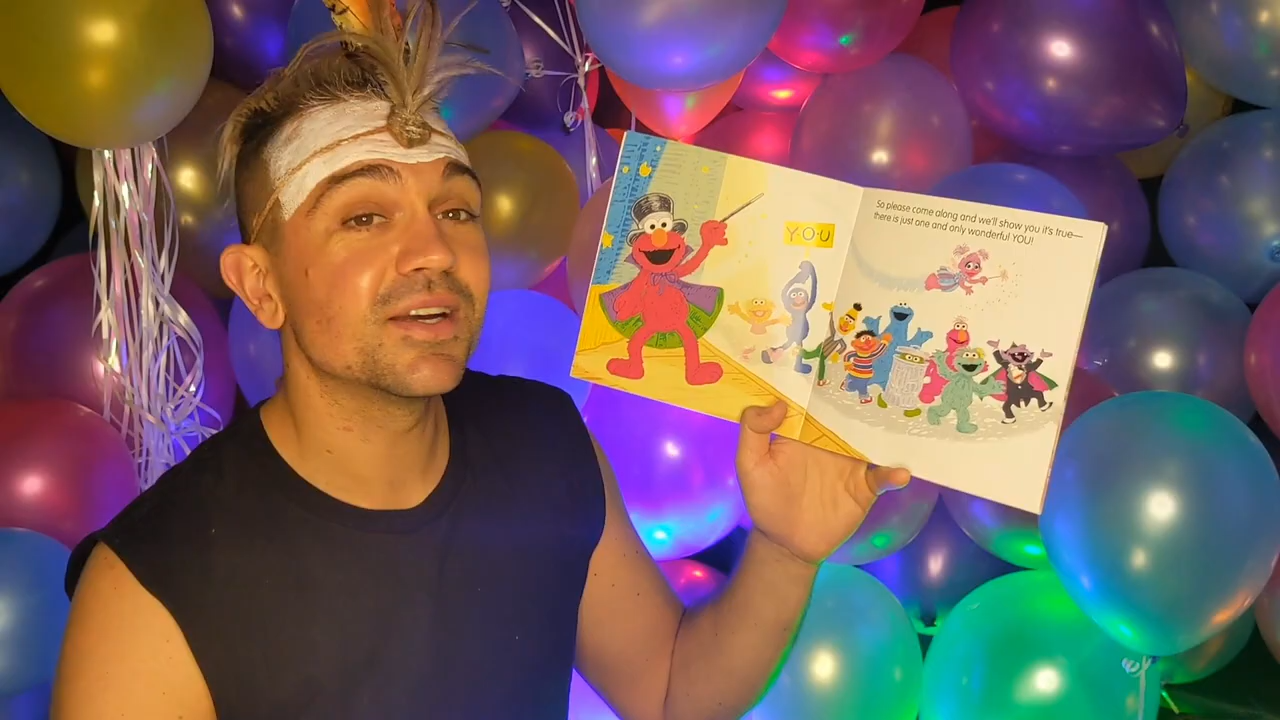 YOU
So please come along and we'll show you it's true—
there is just one and only wonderful YOU!